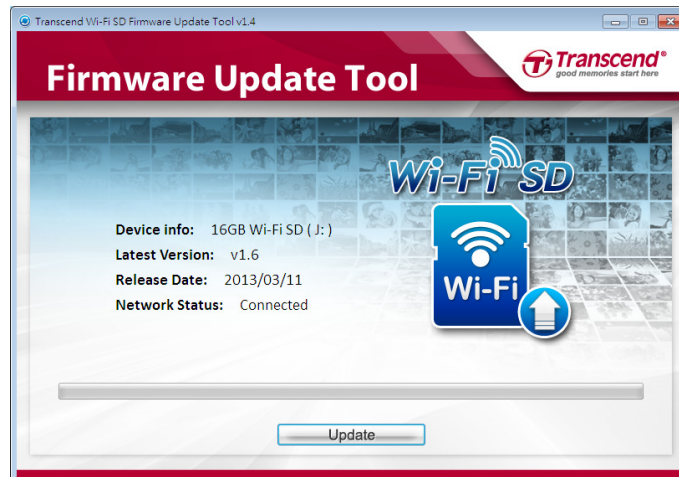 Transcend Wi-Fi SD Firmware Update Tool v1.4
Firmware Update Tool
Transcend®
good memories start here
Wi-Fi SD
Device info: 16GB Wi-Fi SD ( J: )
Latest Version: v1.6
Release Date: 2013/03/11
Network Status: Connected
Wi-Fi
Update